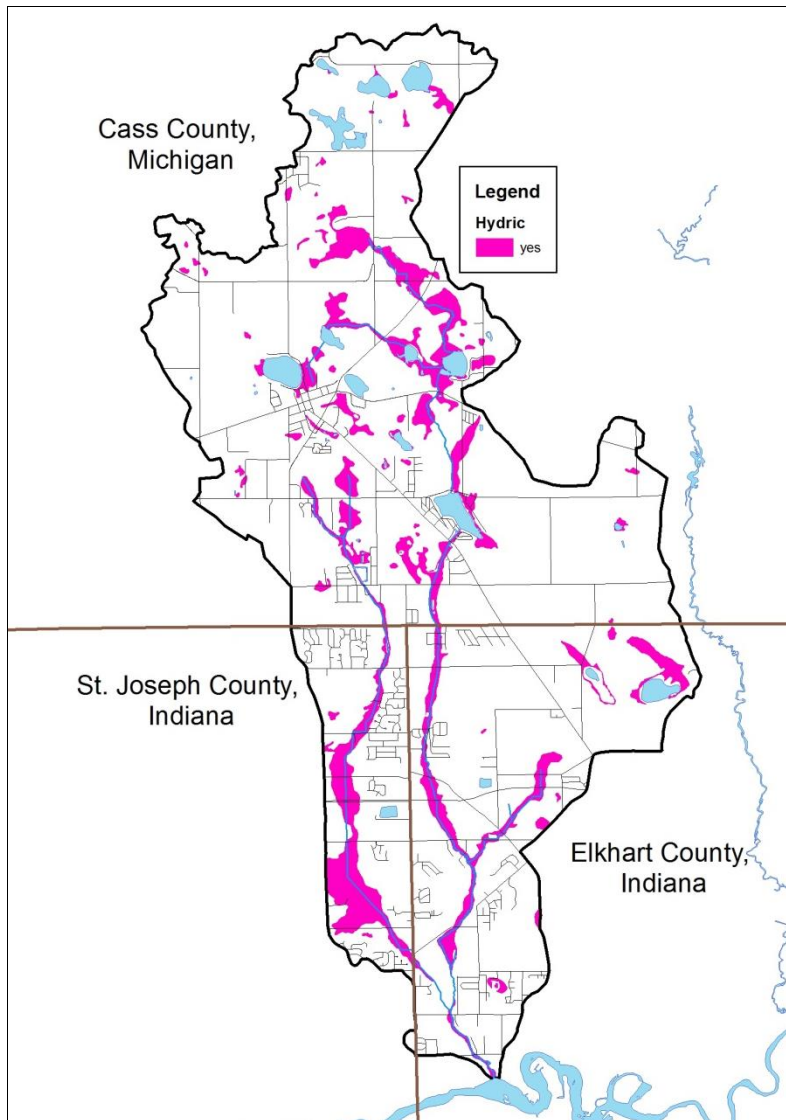 Cass County,
Michigan
Legend
Hydric
yes
St. Joseph County,
Indiana
Elkhart County,
Indiana